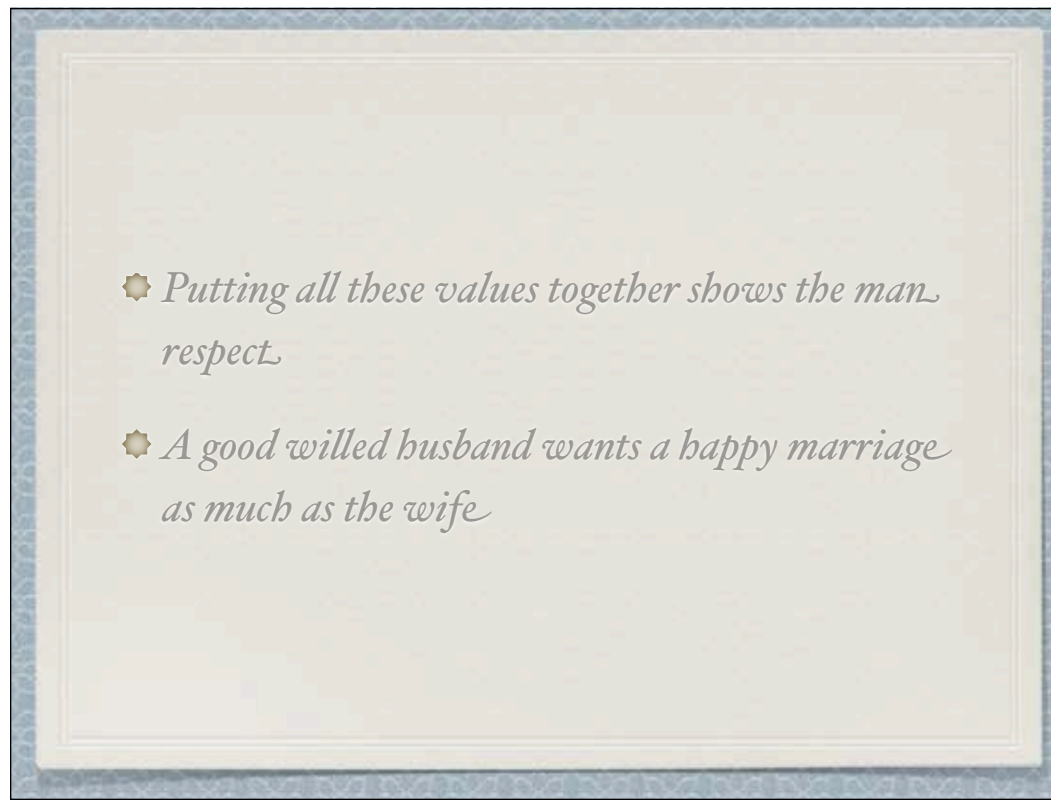 Putting all these values together shows the man
respect
A good willed husband wants a happy marriage
as much as the wife